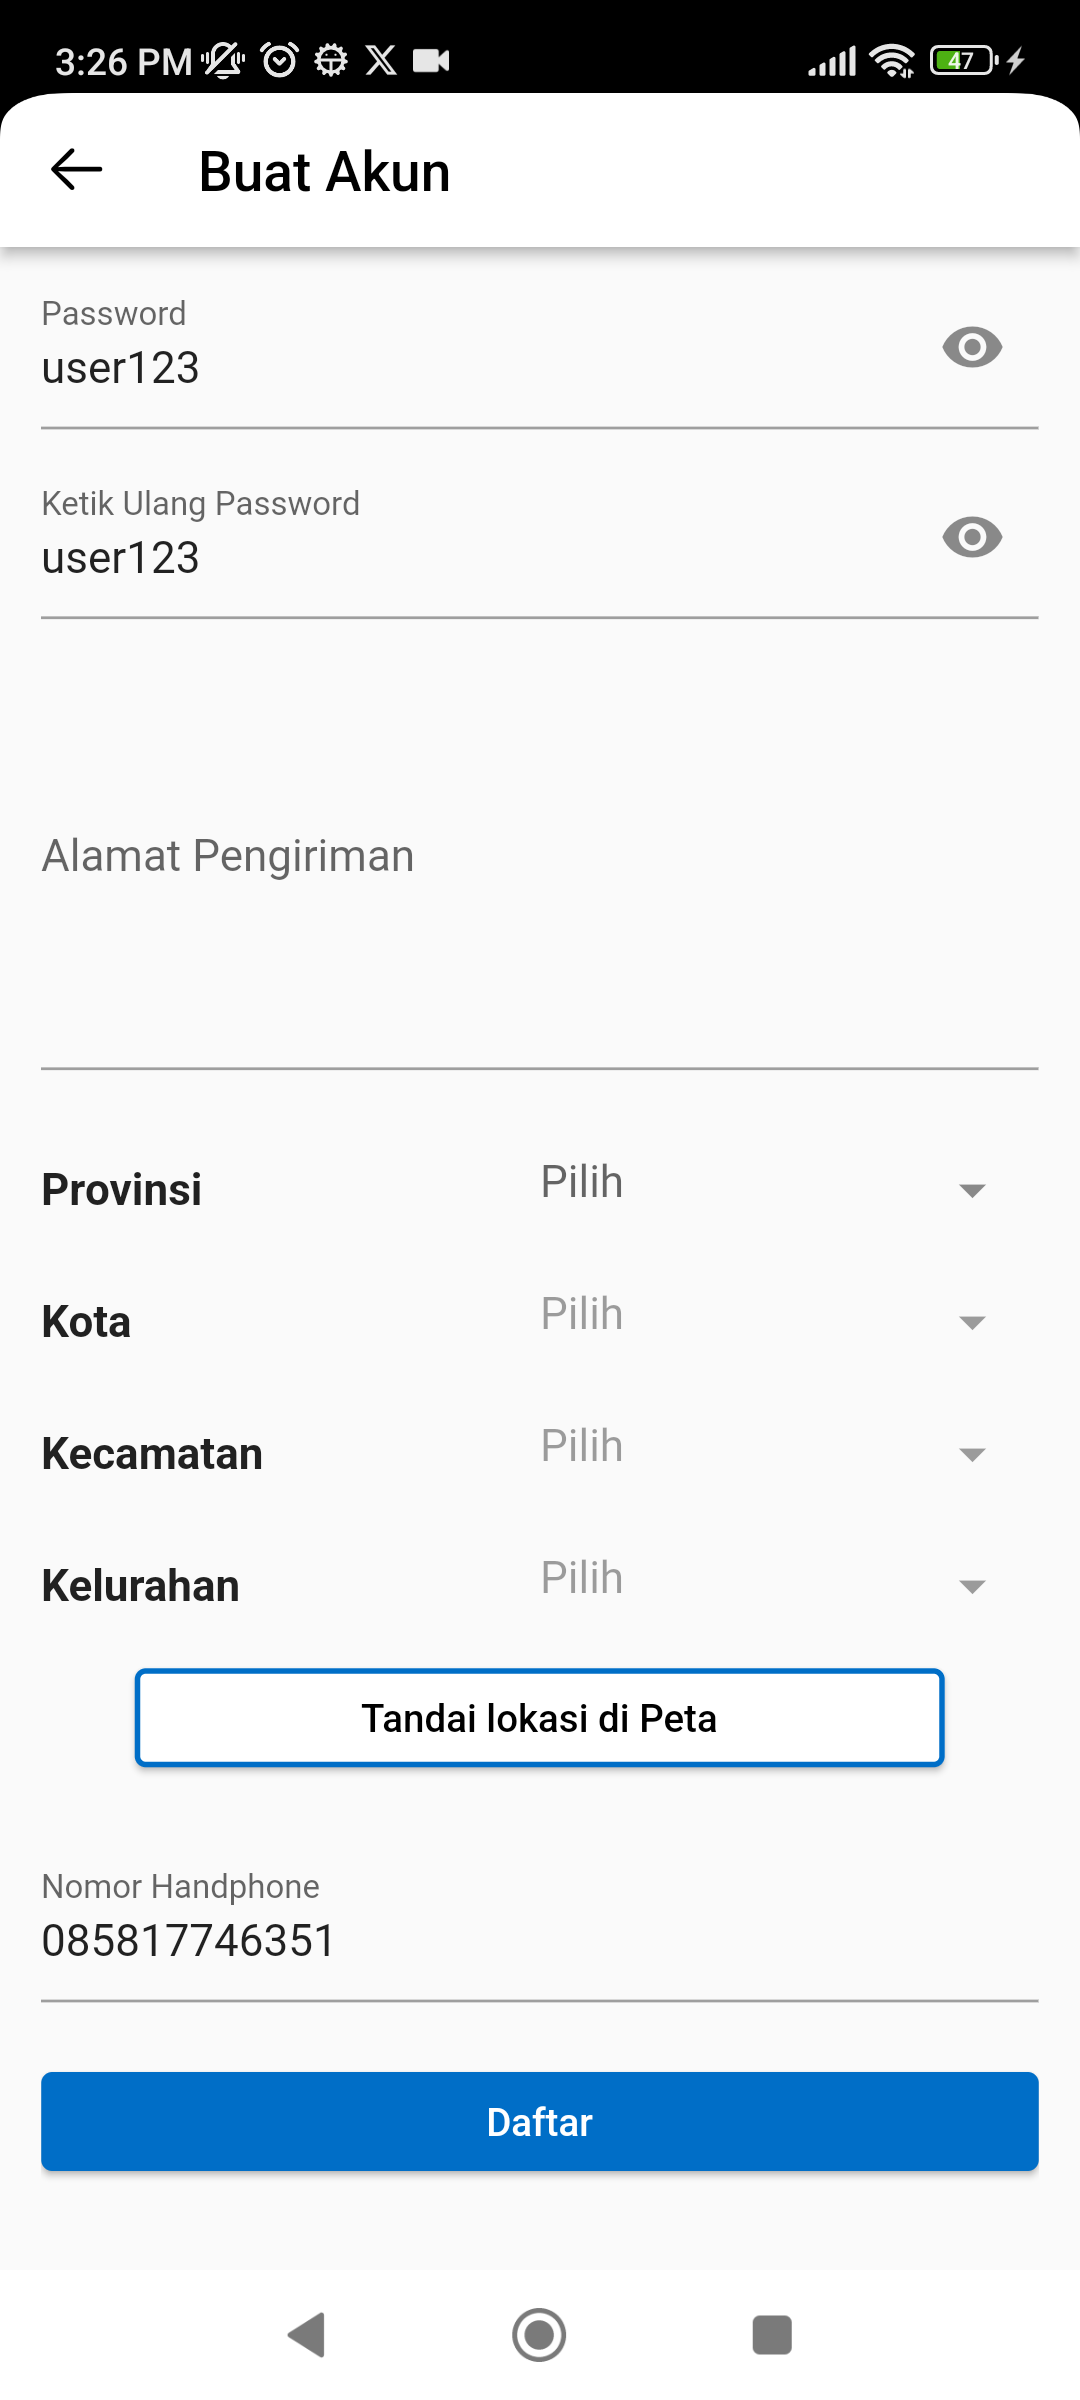 3:26 PM
47
Buat Akun
Password
user123
Ketik Ulang Password
user123
Alamat Pengiriman
Provinsi Pilih
Kota Pilih
Kecamatan Pilih
Kelurahan Pilih
Tandai lokasi di Peta
Nomor Handphone
085817746351
Daftar